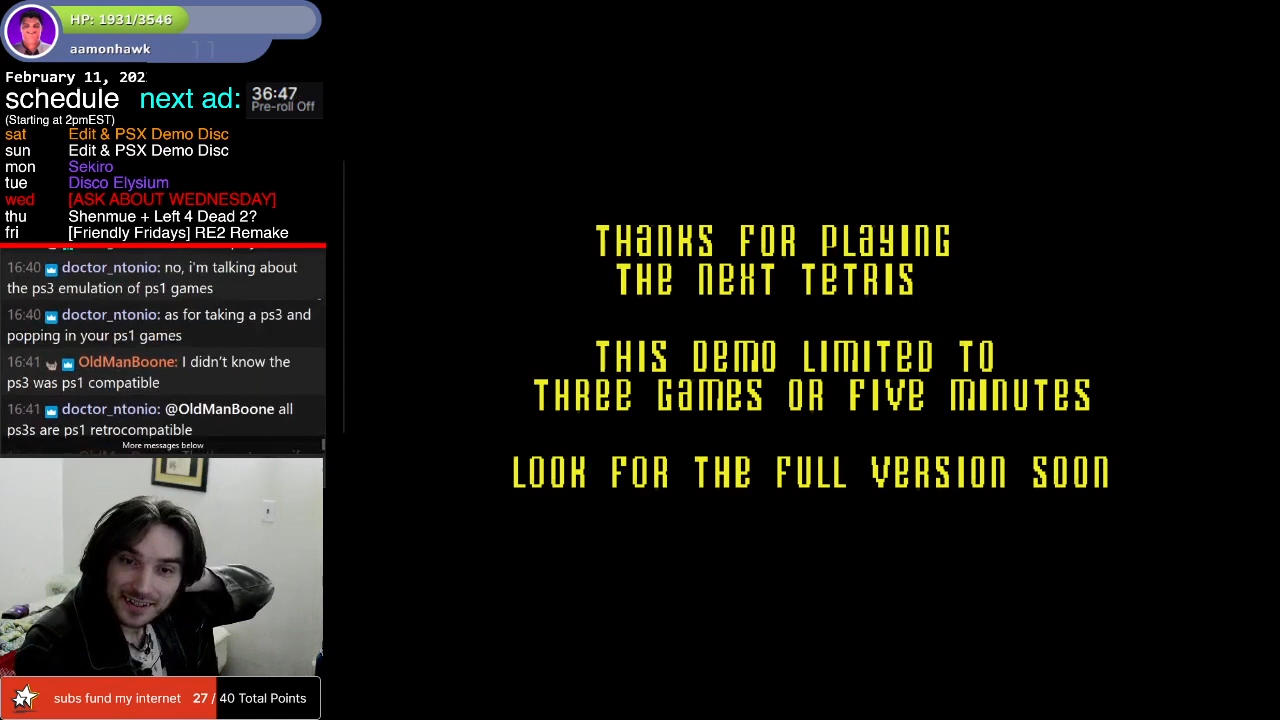 HP: 1931/3546
aamonhawk
11
February 11, 202
schedule next ad: 36:47
Pre-roll Off
(Starting at 2pmEST)
sat Edit & PSX Demo Disc
sun Edit & PSX Demo Disc
mon Sekiro
tue Disco Elysium
wed [ASK ABOUT WEDNESDAY]
thu Shenmue + Left 4 Dead 2?
fri [Friendly Fridays] RE2 Remake
16:40 doctor_ntonio: no, i'm talking about
the ps3 emulation of ps1 games
16:40 doctor_ntonio: as for taking a ps3 and
popping in your ps1 games
16:41 OldManBoone: I didn't know the
ps3 was ps1 compatible
16:41 doctor_ntonio: @OldManBoone all
ps3s are ps1 retrocompatible
More messages below
subs fund my internet 27 / 40 Total Points
THANKS FOR PLAYING
THE NEXT TETRIS
THIS DEMO LIMITED TO
THREE GAMES OR FIVE MINUTES
LOOK FOR THE FULL VERSION SOON